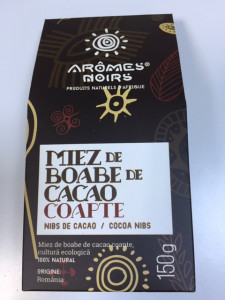 ARÔMES®
NOIRS
PRODUITS NATURELS D'AFRIQUE
MIEZ DE
BOABE DE
CACAO
COAPTE
NIBS DE CACAO / COCOA NIBS
Miez de boabe de cacao coapte,
cultură ecologică
100% NATURAL
ORIGINE:
România
150g